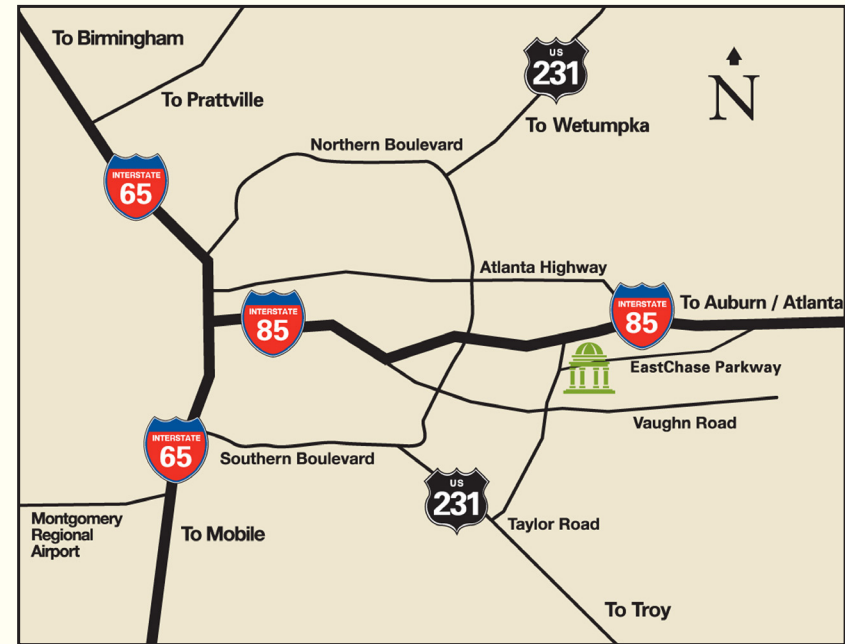 To Birmingham
To Prattville
US
231
N
To Wetumpka
Northern Boulevard
INTERSTATE
65
Atlanta Highway
INTERSTATE
85
INTERSTATE
85
To Auburn / Atlanta
EastChase Parkway
Vaughn Road
INTERSTATE
65
Southern Boulevard
US
231
Taylor Road
Montgomery
Regional
Airport
To Mobile
To Troy